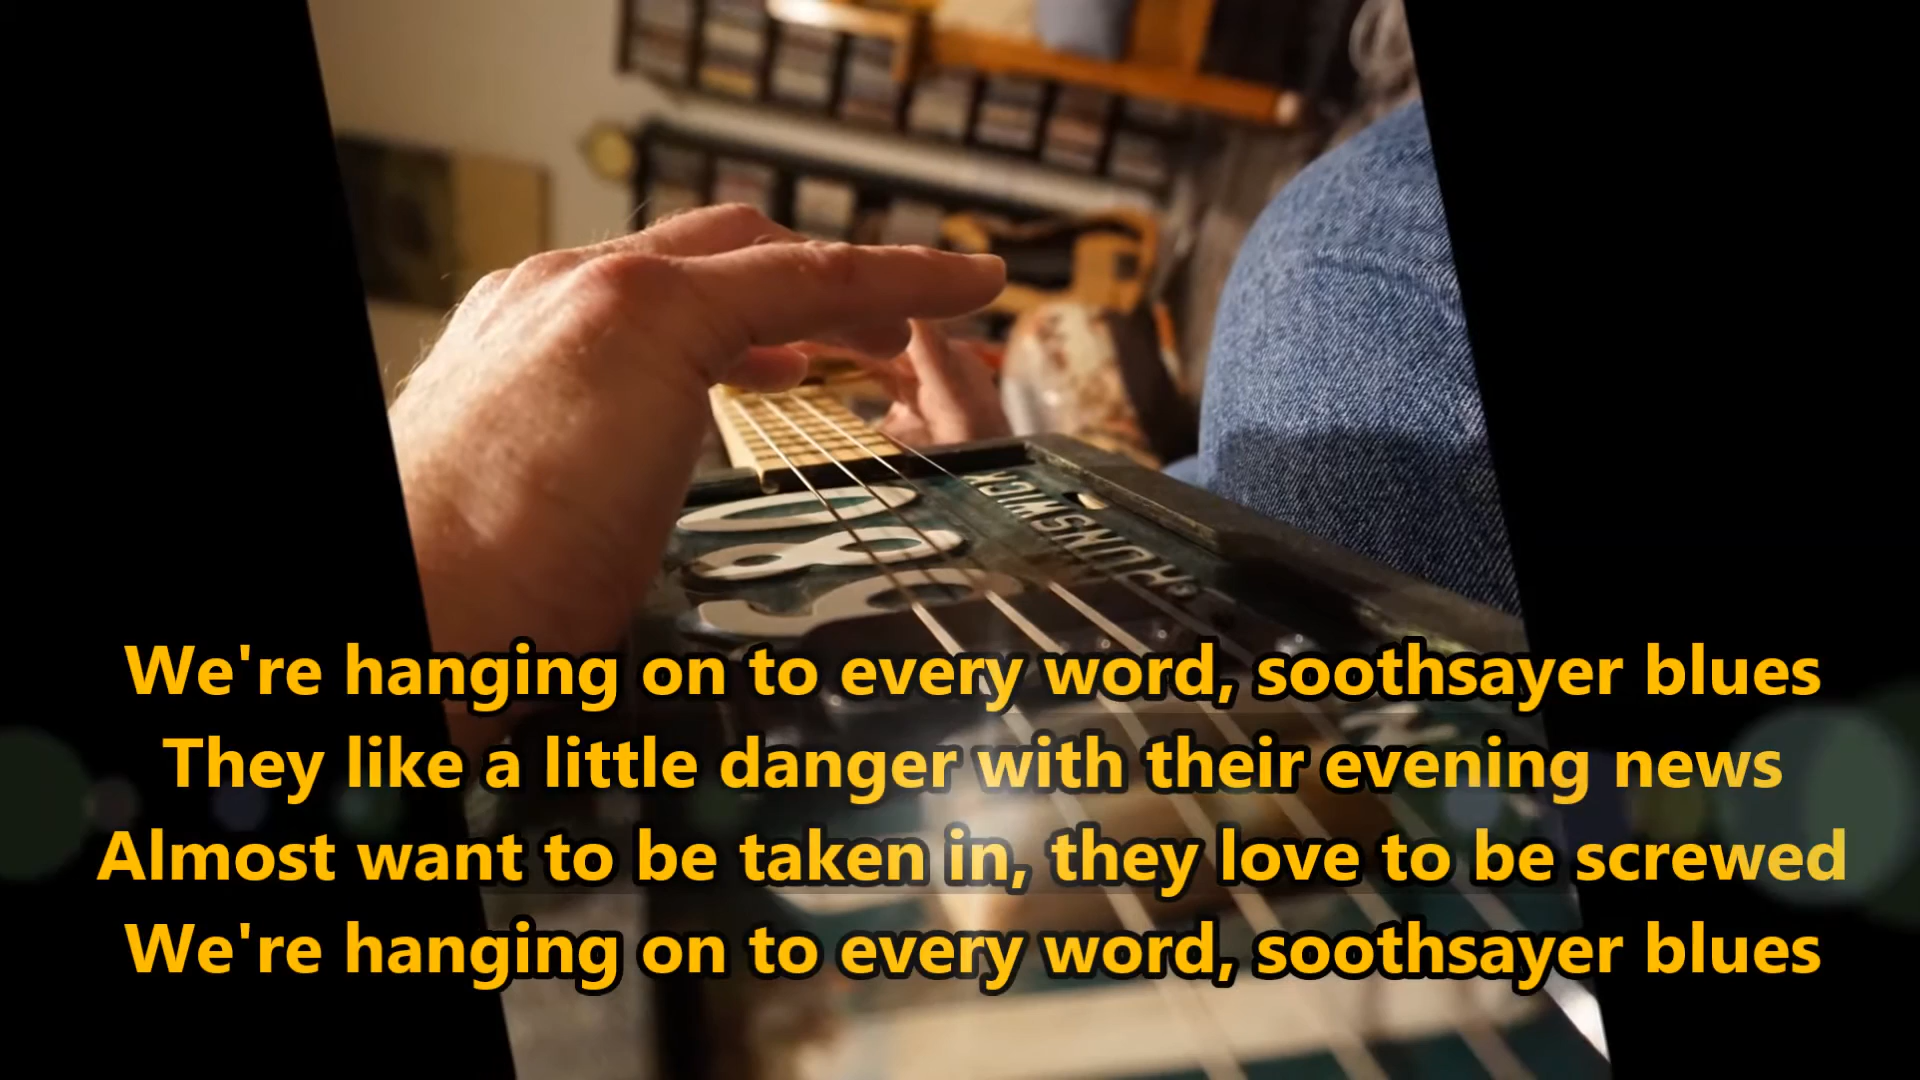 We're hanging on to every word, soothsayer blues
They like a little danger with their evening news
Almost want to be taken in, they love to be screwed
We're hanging on to every word, soothsayer blues